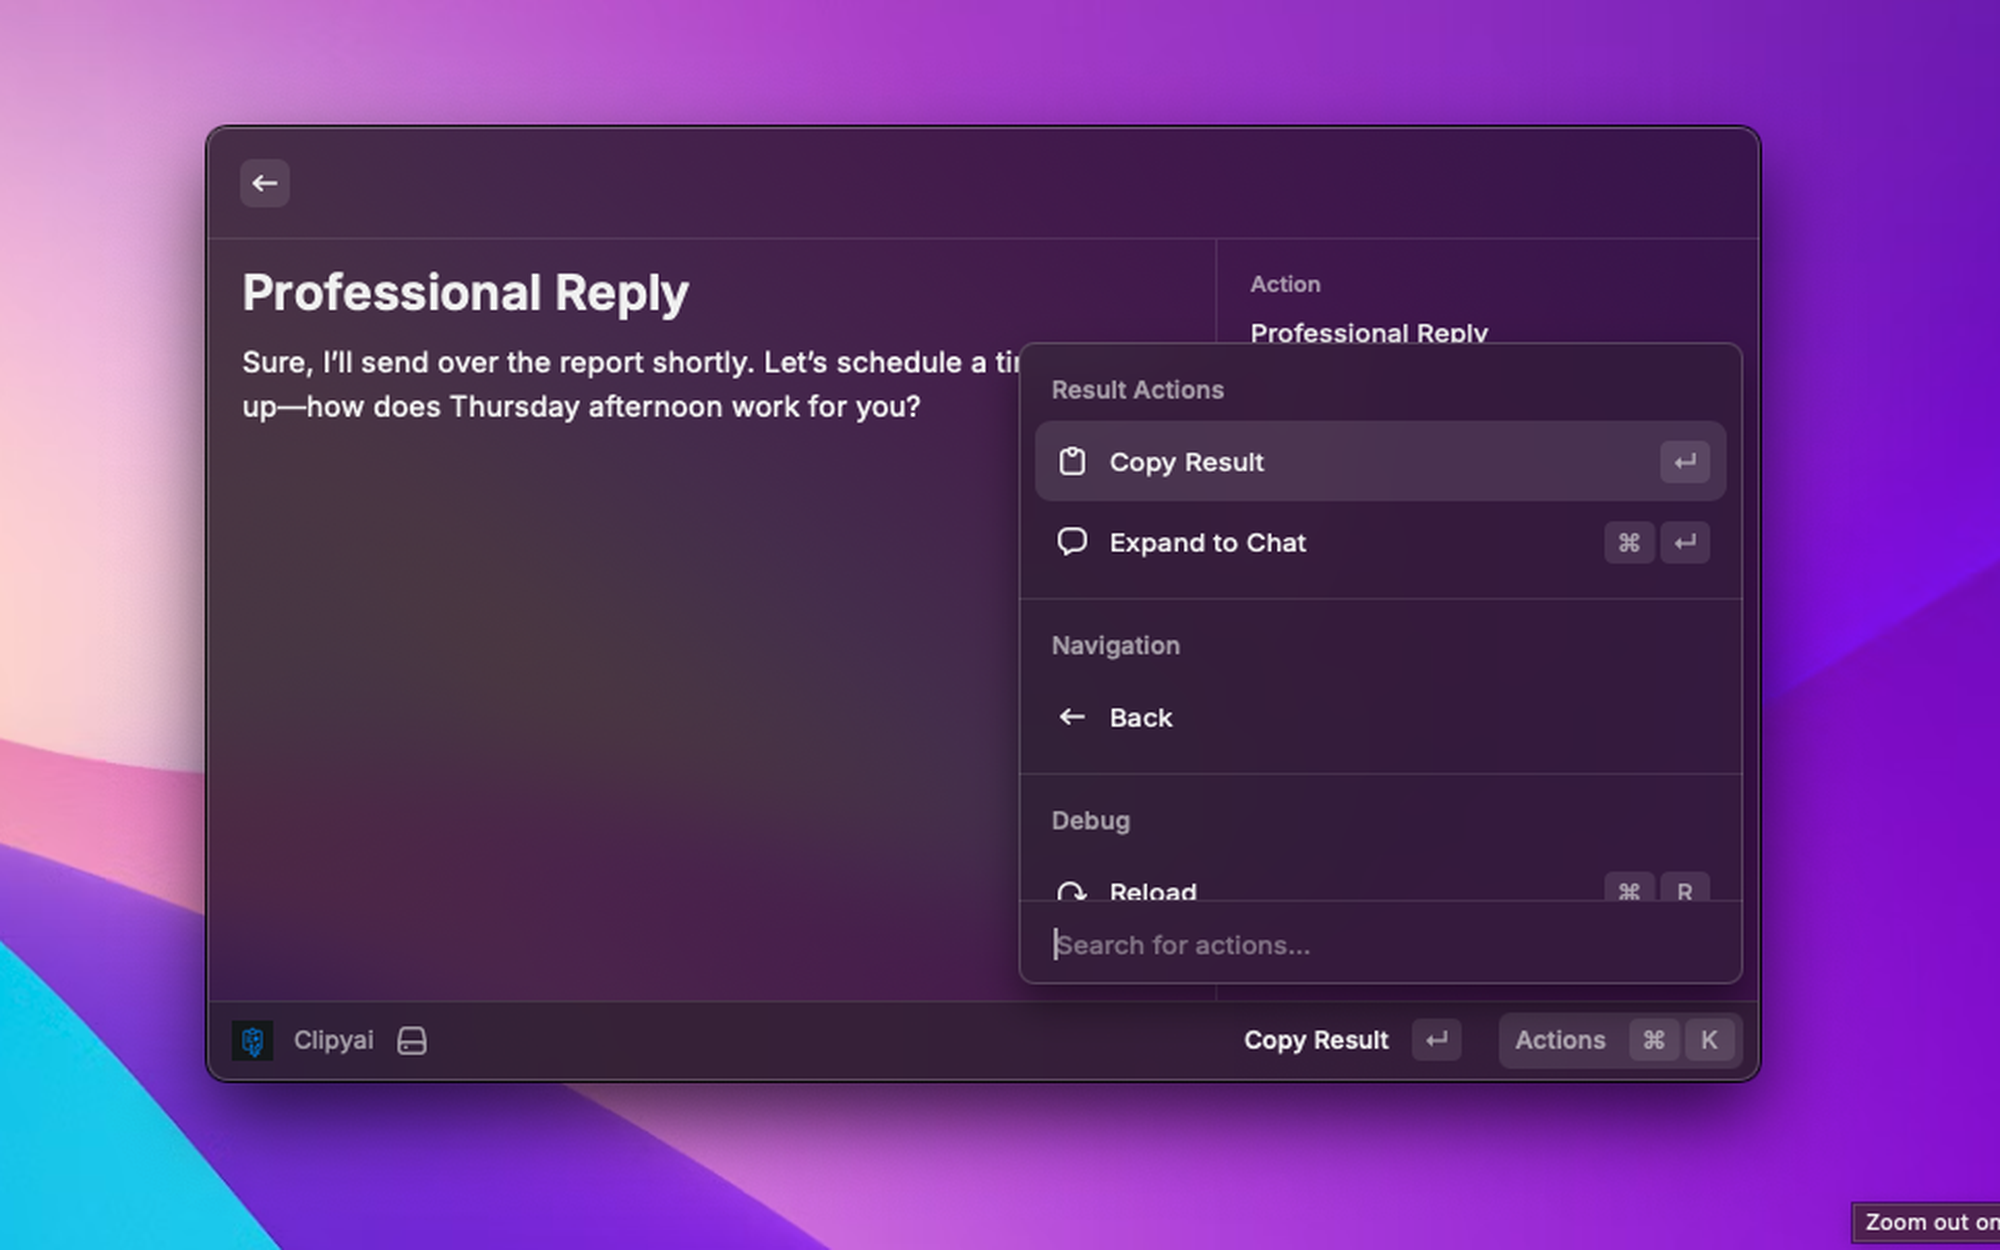 Professional Reply
Sure, I’ll send over the report shortly. Let’s schedule a
up—how does Thursday afternoon work for you?
Action
Professional Reply
Result Actions
Copy Result
Expand to Chat ⌘
Navigation
Back
Debug
Reload ⌘ R
Search for actions...
Clipyai
Copy Result
Actions ⌘ K
Zoom out on